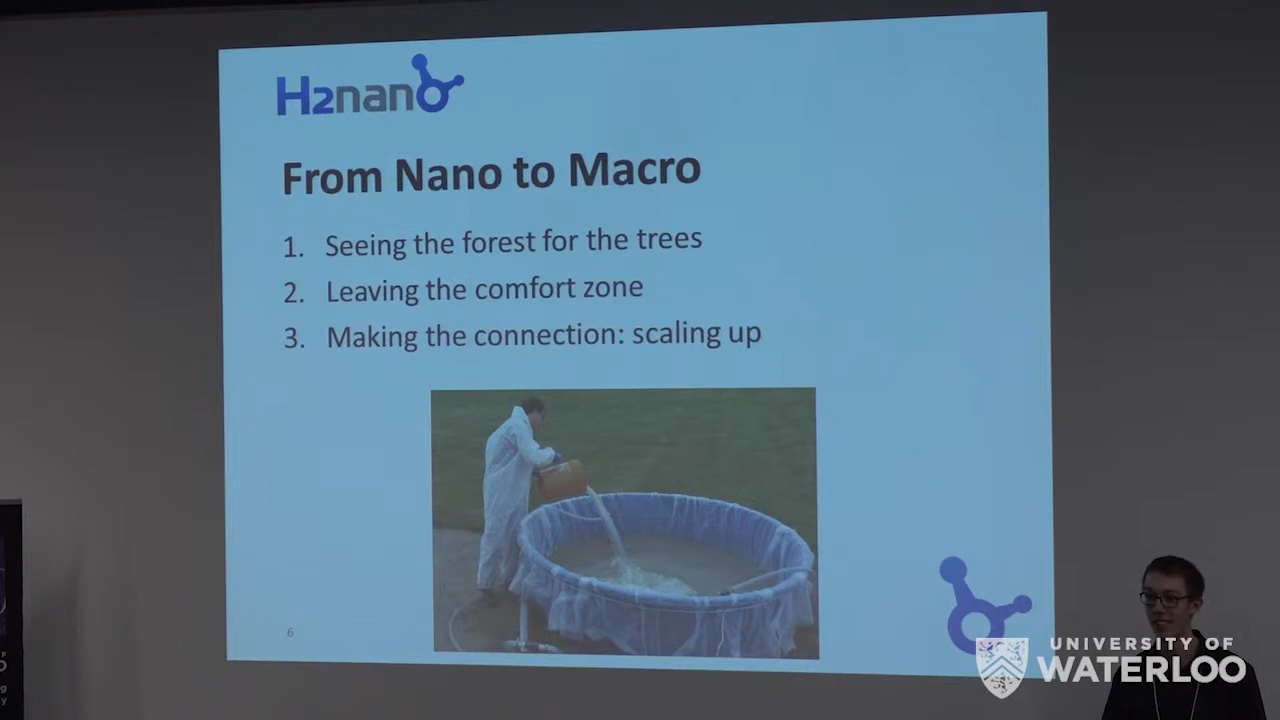 H2nano
From Nano to Macro
1. Seeing the forest for the trees
2. Leaving the comfort zone
3. Making the connection: scaling up
6
UNIVERSITY OF
WATERLOO